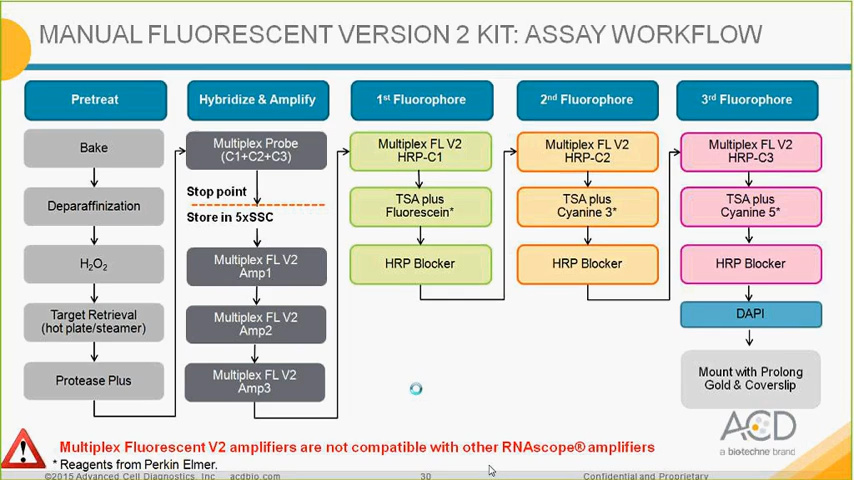 MANUAL FLUORESCENT VERSION 2 KIT: ASSAY WORKFLOW
Pretreat
Bake
Deparaffinization
H₂O₂
Target Retrieval
(hot plate/steamer)
Protease Plus
Hybridize & Amplify
Multiplex Probe
(C1+C2+C3)
Stop point
Store in 5xSSC
Multiplex FL V2
Amp1
Multiplex FL V2
Amp2
Multiplex FL V2
Amp3
1st Fluorophore
Multiplex FL V2
HRP-C1
TSA plus
Fluorescein*
HRP Blocker
2nd Fluorophore
Multiplex FL V2
HRP-C2
TSA plus
Cyanine 3*
HRP Blocker
3rd Fluorophore
Multiplex FL V2
HRP-C3
TSA plus
Cyanine 5*
HRP Blocker
DAPI
Mount with Prolong
Gold & Coverslip
Multiplex Fluorescent V2 amplifiers are not compatible with other RNAscope® amplifiers
* Reagents from Perkin Elmer.
©2015 Advanced Cell Diagnostics, Inc acdbio.com 30 Confidential and Proprietary
ACD
a biotechne brand